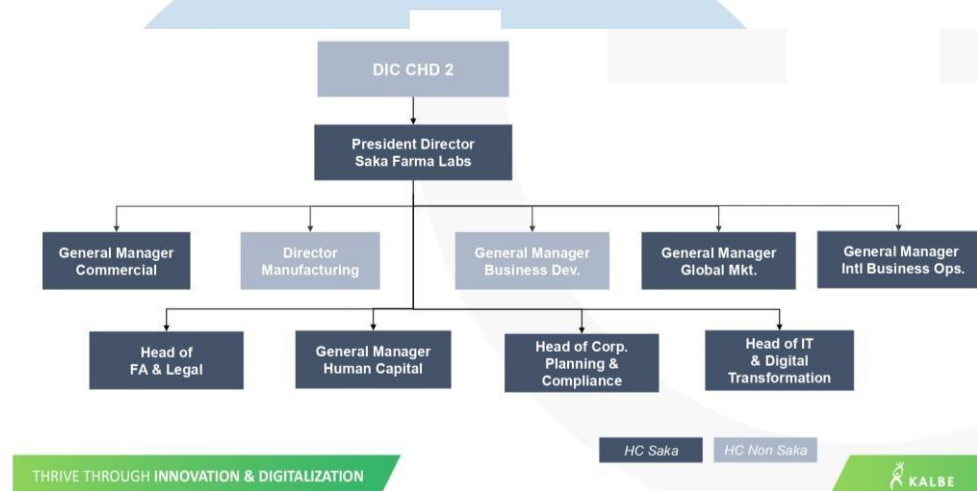 DIC CHD 2
President Director
Saka Farma Labs
General Manager
Commercial
Director
Manufacturing
General Manager
Business Dev.
General Manager
Global Mkt.
General Manager
Intl Business Ops.
Head of
FA & Legal
General Manager
Human Capital
Head of Corp.
Planning &
Compliance
Head of IT
& Digital
Transformation
HC Saka
HC Non Saka
THRIVE THROUGH INNOVATION & DIGITALIZATION
KALBE